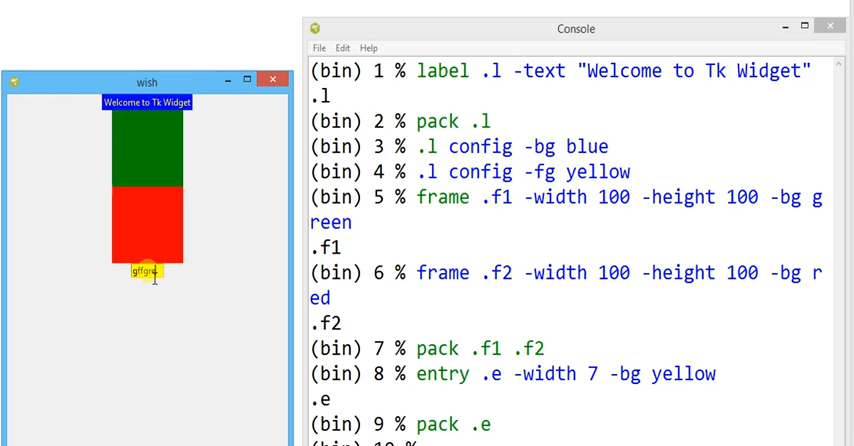 Console
File Edit Help
wish
Welcome to Tk Widget
gffgre
(bin) 1 % label .l -text "Welcome to Tk Widget"
.l
(bin) 2 % pack .l
(bin) 3 % .l config -bg blue
(bin) 4 % .l config -fg yellow
(bin) 5 % frame .f1 -width 100 -height 100 -bg g
reen
.f1
(bin) 6 % frame .f2 -width 100 -height 100 -bg r
ed
.f2
(bin) 7 % pack .f1 .f2
(bin) 8 % entry .e -width 7 -bg yellow
.e
(bin) 9 % pack .e
(bin) 10 %